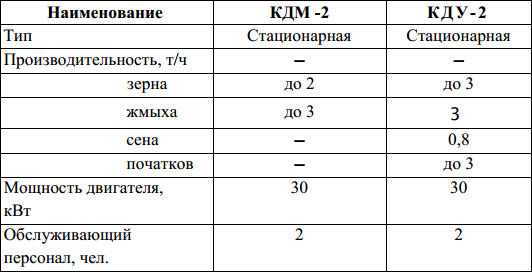 Наименование КДМ-2 КДУ-2
Тип Стационарная Стационарная
Производительность, т/ч – –
зерна до 2 до 3
жмыха до 3 3
сена – 0,8
початков – до 3
Мощность двигателя, 30 30
кВт
Обслуживающий 2 2
персонал, чел.